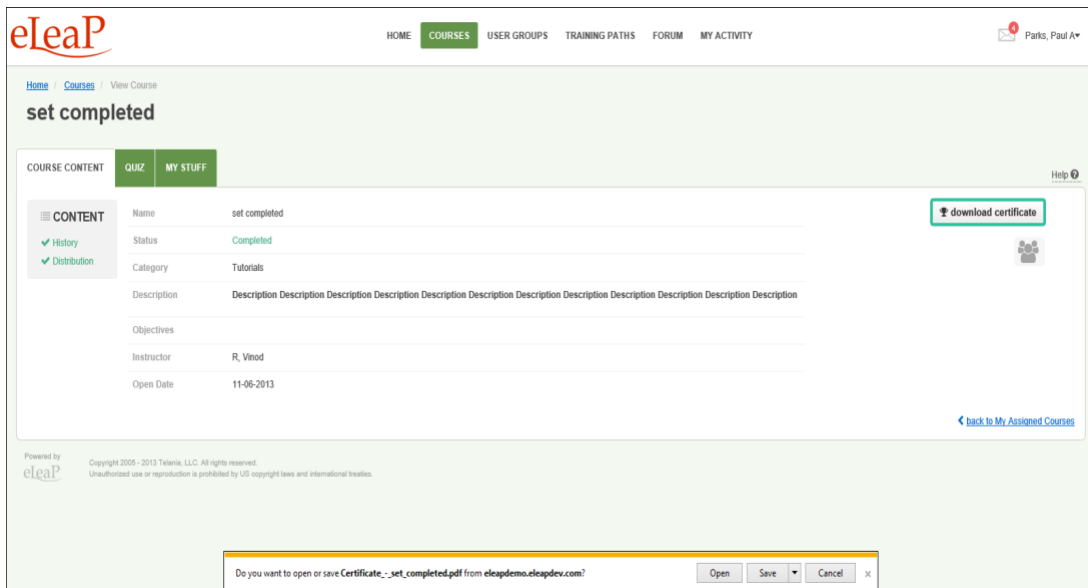 eLeaP
HOME COURSES USER GROUPS TRAINING PATHS FORUM MY ACTIVITY
4 Parks, Paul A
Home / Courses / View Course
set completed
COURSE CONTENT QUIZ MY STUFF
Help
CONTENT
History
Distribution
Name set completed
Status Completed
Category Tutorials
Description Description Description Description Description Description Description Description Description Description Description Description Description
Objectives
Instructor R, Vinod
Open Date 11-06-2013
download certificate
back to My Assigned Courses
Powered by
eLeaP
Copyright 2005 - 2013 Telania, LLC. All rights reserved.
Unauthorized use or reproduction is prohibited by US copyright laws and international treaties.
Do you want to open or save Certificate_-_set_completed.pdf from eleapdemo.eleapdev.com? Open Save Cancel x